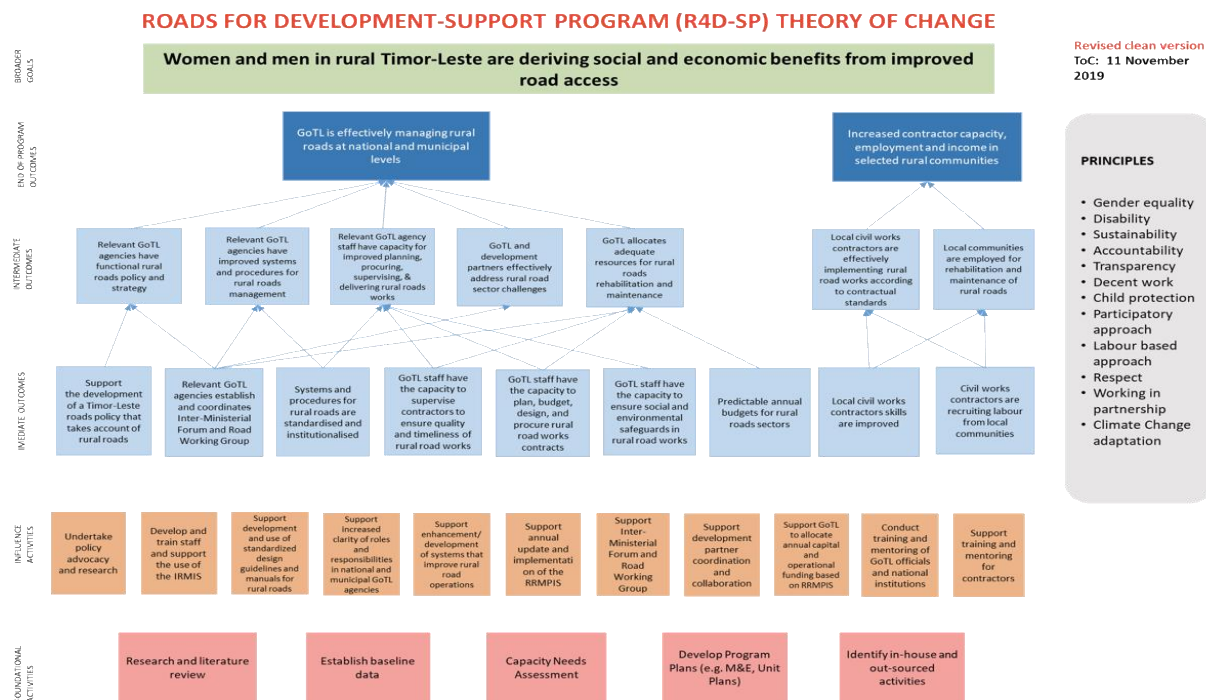 ROADS FOR DEVELOPMENT-SUPPORT PROGRAM (R4D-SP) THEORY OF CHANGE
Revised clean version
ToC: 11 November
2019
BROADER
GOALS
Women and men in rural Timor-Leste are deriving social and economic benefits from improved
road access
END OF PROGRAM
OUTCOMES
GoTL is effectively managing rural
roads at national and municipal
levels
Increased contractor capacity,
employment and income in
selected rural communities
INTERMEDIATE
OUTCOMES
Relevant GoTL
agencies have
functional rural
roads policy and
strategy
Relevant GoTL
agencies have
improved systems
and procedures for
rural roads
management
Relevant GoTL agency
staff have capacity for
improved planning,
procuring,
supervising, &
delivering rural roads
works
GoTL and
development
partners effectively
address rural road
sector challenges
GoTL allocates
adequate
resources for rural
roads
rehabilitation and
maintenance
Local civil works
contractors are
effectively
implementing rural
road works according
to contractual
standards
Local communities
are employed for
rehabilitation and
maintenance of
rural roads
IMEDIATE OUTCOMES
Support
the development
of a Timor-Leste
roads policy that
takes account of
rural roads
Relevant GoTL
agencies establish
and coordinates
Inter-Ministerial
Forum and Road
Working Group
Systems and
procedures for
rural roads are
standardised and
institutionalised
GoTL staff have
the capacity to
supervise
contractors to
ensure quality
and timeliness of
rural road works
GoTL staff have
the capacity to
plan, budget,
design, and
procure rural
road works
contracts
GoTL staff have
the capacity to
ensure social and
environmental
safeguards in
rural road works
Predictable annual
budgets for rural
roads sectors
Local civil works
contractors skills
are improved
Civil works
contractors are
recruiting labour
from local
communities
INFLUENCE
ACTIVITIES
Undertake
policy
advocacy
and research
Develop and
train staff
and support
the use of
the IRMIS
Support
development
and use of
standardized
design
guidelines and
manuals for
rural roads
Support
increased
clarity of roles
and
responsibilities
in national and
municipal GoTL
agencies
Support
enhancement/
development
of systems that
improve rural
road
operations
Support
annual
update and
implementati
on of the
RRMPIS
Support
Inter-
Ministerial
Forum and
Road
Working
Group
Support
development
partner
coordination
and
collaboration
Support GoTL
to allocate
annual capital
and
operational
funding based
on RRMPIS
Conduct
training and
mentoring of
GoTL officials
and national
institutions
Support
training and
mentoring
for
contractors
OUNDATIONAL
ACTIVITIES
Research and literature
review
Establish baseline
data
Capacity Needs
Assessment
Develop Program
Plans (e.g. M&E, Unit
Plans)
Identify in-house and
out-sourced
activities
PRINCIPLES
• Gender equality
• Disability
• Sustainability
• Accountability
• Transparency
• Decent work
• Child protection
• Participatory
approach
• Labour based
approach
• Respect
• Working in
partnership
• Climate Change
adaptation